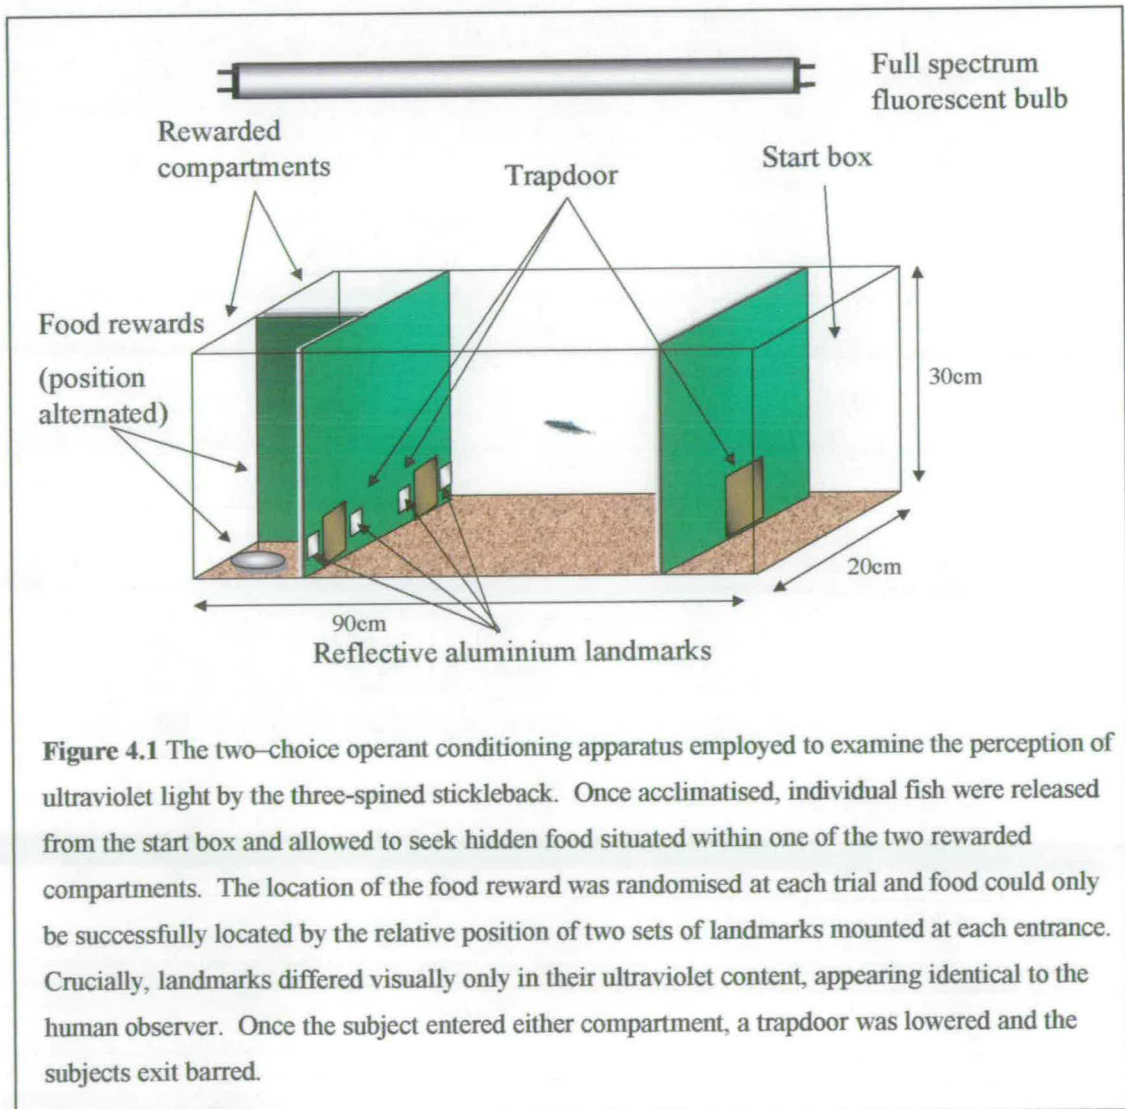 Full spectrum
fluorescent bulb
Rewarded
compartments
Trapdoor
Start box
Food rewards
(position
alternated)
30cm
20cm
90cm
Reflective aluminium landmarks
Figure 4.1 The two–choice operant conditioning apparatus employed to examine the perception of
ultraviolet light by the three-spined stickleback. Once acclimatised, individual fish were released
from the start box and allowed to seek hidden food situated within one of the two rewarded
compartments. The location of the food reward was randomised at each trial and food could only
be successfully located by the relative position of two sets of landmarks mounted at each entrance.
Crucially, landmarks differed visually only in their ultraviolet content, appearing identical to the
human observer. Once the subject entered either compartment, a trapdoor was lowered and the
subjects exit barred.